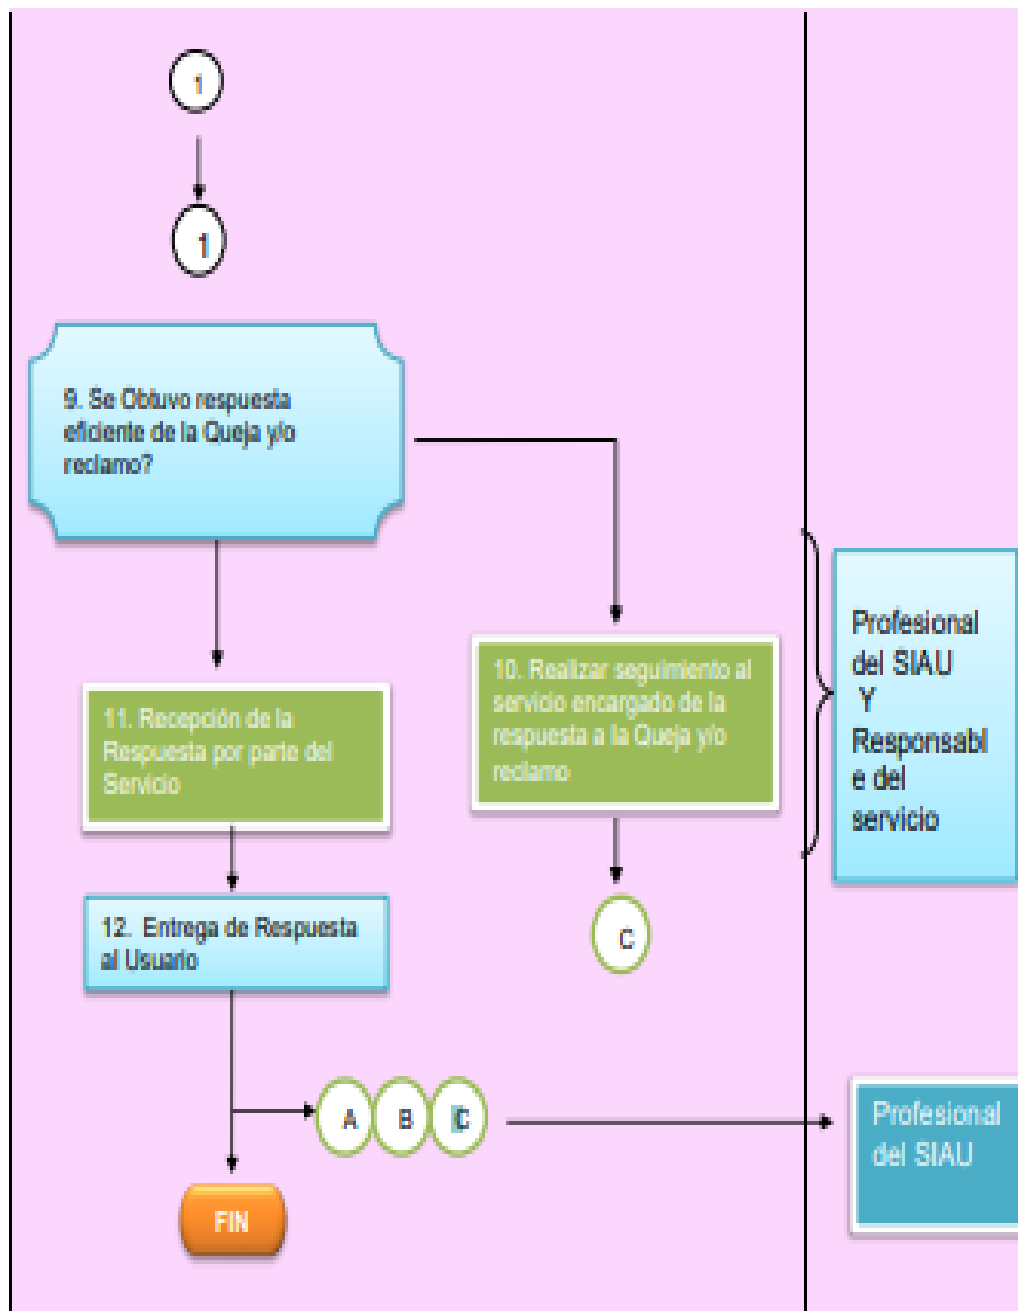 1
1
9. Se Obtuvo respuesta
eficiente de la Queja y/o
reclamo?
10. Realizar seguimiento al
servicio encargado de la
respuesta a la Queja y/o
reclamo
Profesional
del SIAU
Y
Responsabl
e del
servicio
11. Recepción de la
Respuesta por parte del
Servicio
12. Entrega de Respuesta
al Usuario
C
A B C
Profesional
del SIAU
FIN